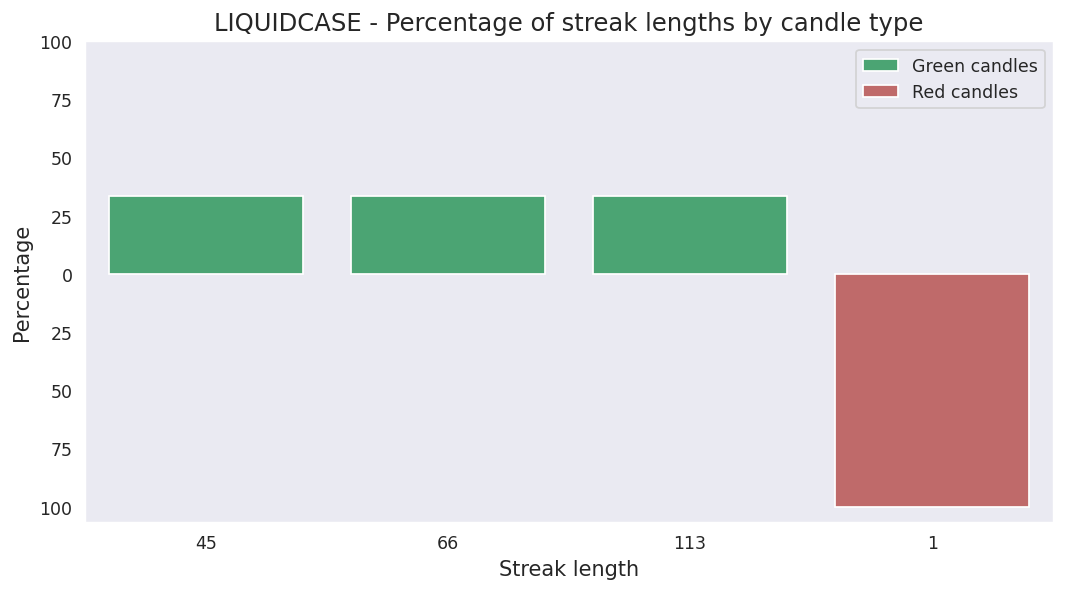 LIQUIDCASE - Percentage of streak lengths by candle type
Green candles
Red candles
Percentage
100
75
50
25
0
25
50
75
100
45 66 113 1
Streak length